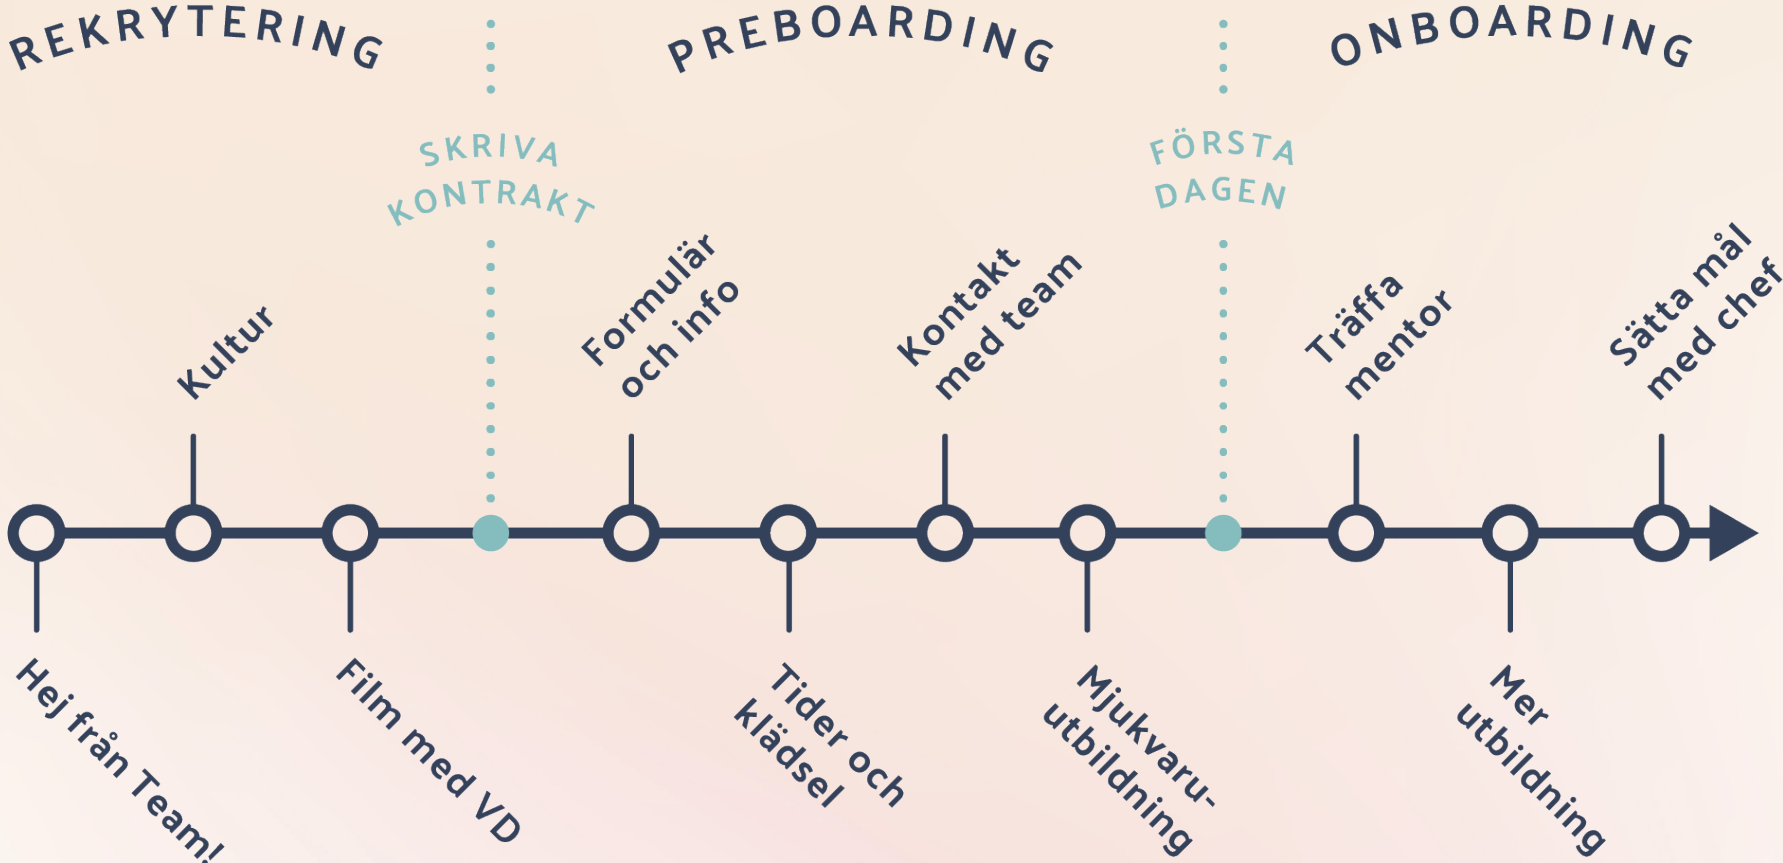 REKRYTERING
PREBOARDING
ONBOARDING
SKRIVA
KONTRAKT
FÖRSTA
DAGEN
Kultur
Formulär
och info
Kontakt
med team
Träffa
mentor
Sätta mål
med chef
Hej från Team!
Film med VD
Tider och
klädsel
Mjukvaru-
utbildning
Mer
utbildning